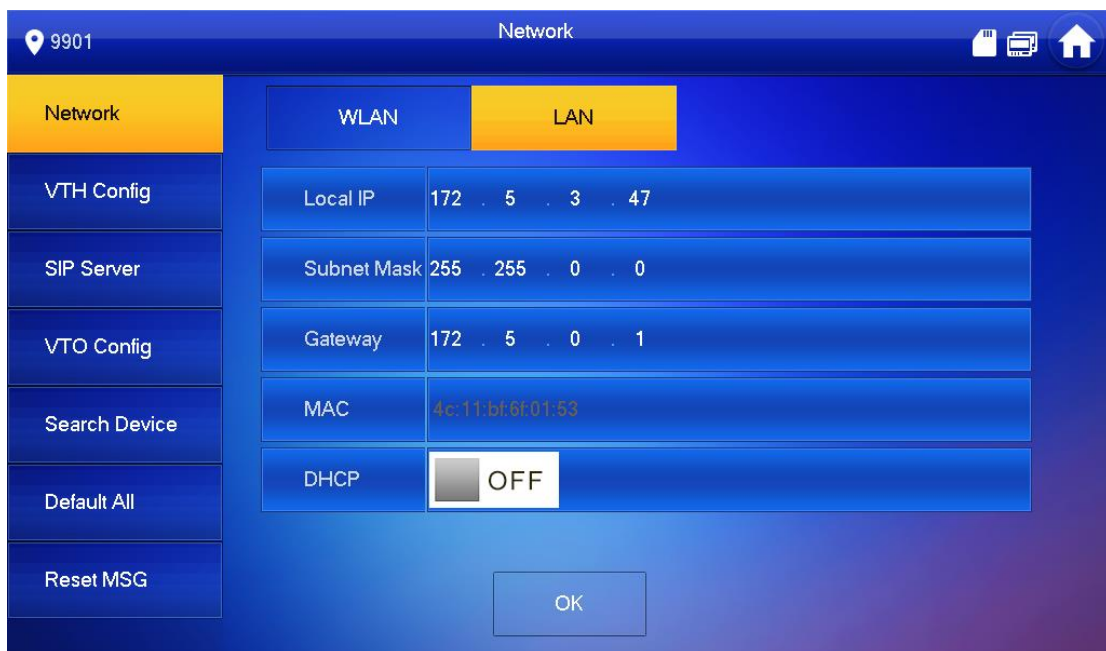 9901
Network
Network
WLAN
LAN
VTH Config
Local IP 172 . 5 . 3 . 47
SIP Server
Subnet Mask 255 . 255 . 0 . 0
VTO Config
Gateway 172 . 5 . 0 . 1
Search Device
MAC 4c:11:bf:6f:01:53
Default All
DHCP OFF
Reset MSG
OK